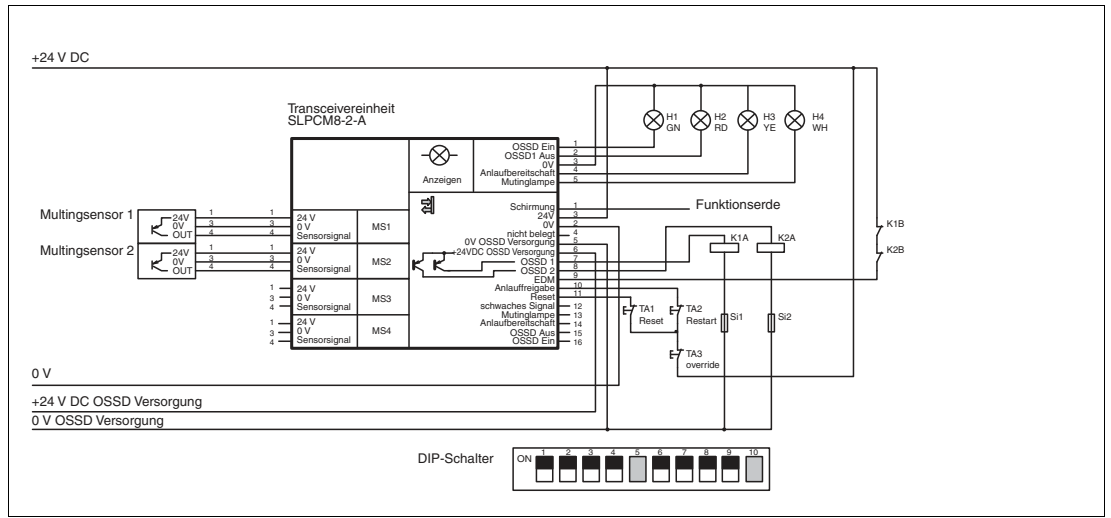 +24 V DC
Transceivereinheit
SLPCM8-2-A
H1 GN
H2 RD
H3 YE
H4 WH
Anzeigen
OSSD Ein 1
OSSD1 Aus 2
0V 3
Anlaufbereitschaft 4
Mutinglampe 5
Schirmung 1
Funktionserde
24V 3
0V 2
nicht belegt 4
0V OSSD Versorgung 5
+24VDC OSSD Versorgung 6
OSSD 1 7
OSSD 2 8
EDM 9
Anlauffreigabe 10
Reset 11
schwaches Signal 12
Mutinglampe 13
Anlaufbereitschaft 14
OSSD Aus 15
OSSD Ein 16
Multingsensor 1
24V 1 1 24 V
0V 3 3 0 V
OUT 4 4 Sensorsignal
MS1
Multingsensor 2
24V 1 1 24 V
0V 3 3 0 V
OUT 4 4 Sensorsignal
MS2
1 24 V
3 0 V
4 Sensorsignal
MS3
1 24 V
3 0 V
4 Sensorsignal
MS4
K1A
K2A
K1B
K2B
TA1
Reset
TA2
Restart
TA3
override
Si1
Si2
0 V
+24 V DC OSSD Versorgung
0 V OSSD Versorgung
DIP-Schalter
ON 1 2 3 4 5 6 7 8 9 10